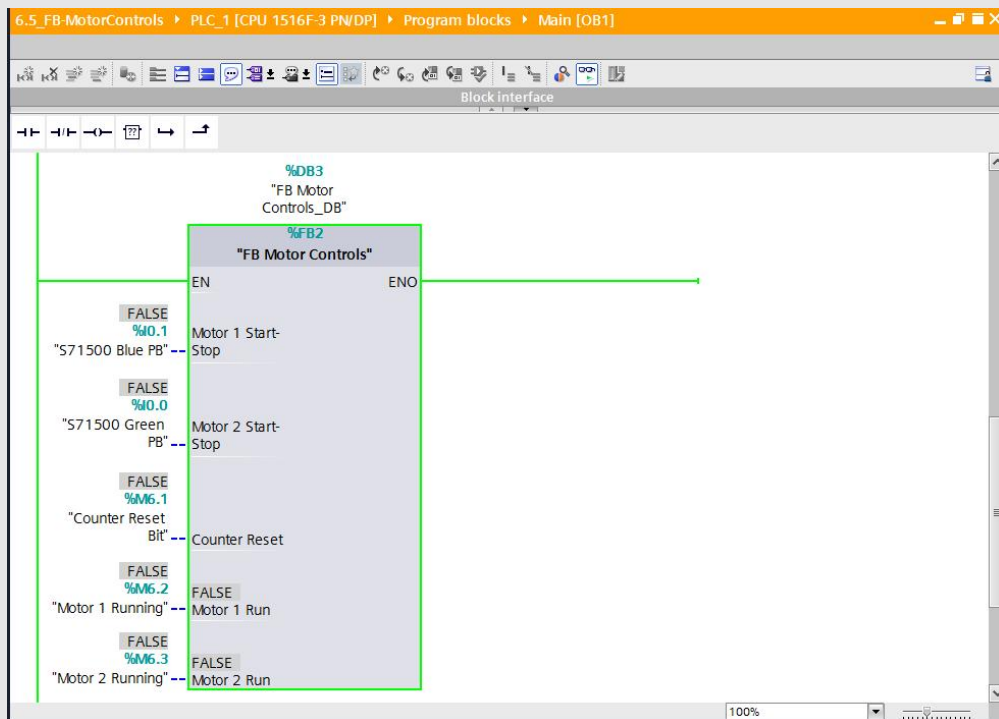 6.5_FB-MotorControls ▸ PLC_1 [CPU 1516F-3 PN/DP] ▸ Program blocks ▸ Main [OB1]
Block interface
??
%DB3
"FB Motor
Controls_DB"
%FB2
"FB Motor Controls"
EN ENO
FALSE
%I0.1
"S71500 Blue PB"
Motor 1 Start-
Stop
FALSE
%I0.0
"S71500 Green
PB"
Motor 2 Start-
Stop
FALSE
%M6.1
"Counter Reset
Bit"
Counter Reset
FALSE
%M6.2
"Motor 1 Running"
FALSE
Motor 1 Run
FALSE
%M6.3
"Motor 2 Running"
FALSE
Motor 2 Run
100%